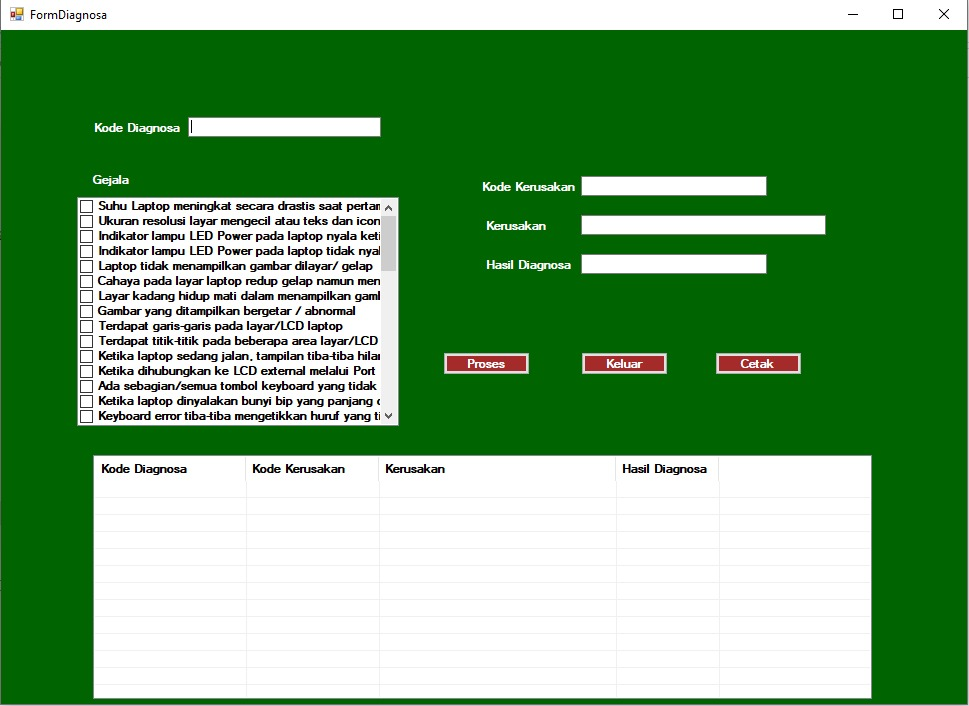 FormDiagnosa
Kode Diagnosa
Gejala
Suhu Laptop meningkat secara drastis saat
Ukuran resolusi layar mengecil atau teks dan icon
Indikator lampu LED Power pada laptop nyala
Indikator lampu LED Power pada laptop tidak
Laptop tidak menampilkan gambar dilayar/ gelap
Cahaya pada layar laptop redup gelap namun
Layar kadang hidup mati dalam menampilkan
Gambar yang ditampilkan bergetar / abnormal
Terdapat garis-garis pada layar/LCD laptop
Terdapat titik-titik pada beberapa area layar/LCD
Ketika laptop sedang jalan, tampilan tiba-tiba
Ketika dihubungkan ke LCD external melalui Port
Ada sebagian/semua tombol keyboard yang tidak
Ketika laptop dinyalakan bunyi bip yang panjang
Keyboard error tiba-tiba mengetikkan huruf yang
Kode Kerusakan
Kerusakan
Hasil Diagnosa
Proses
Keluar
Cetak
Kode Diagnosa Kode Kerusakan Kerusakan Hasil Diagnosa